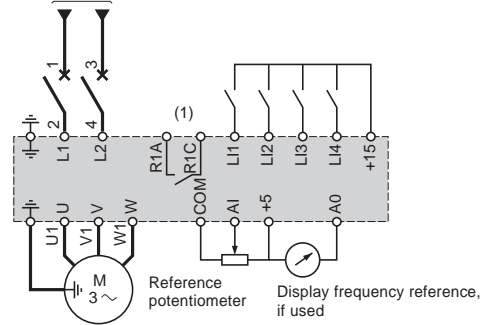 1 3
2 4
(1)
L1 L2 R1A R1C LI1 LI2 LI3 LI4 +15
U V W COM AI +5 A0
U1 V1 W1
M
3 ~
Reference
potentiometer
Display frequency reference,
if used